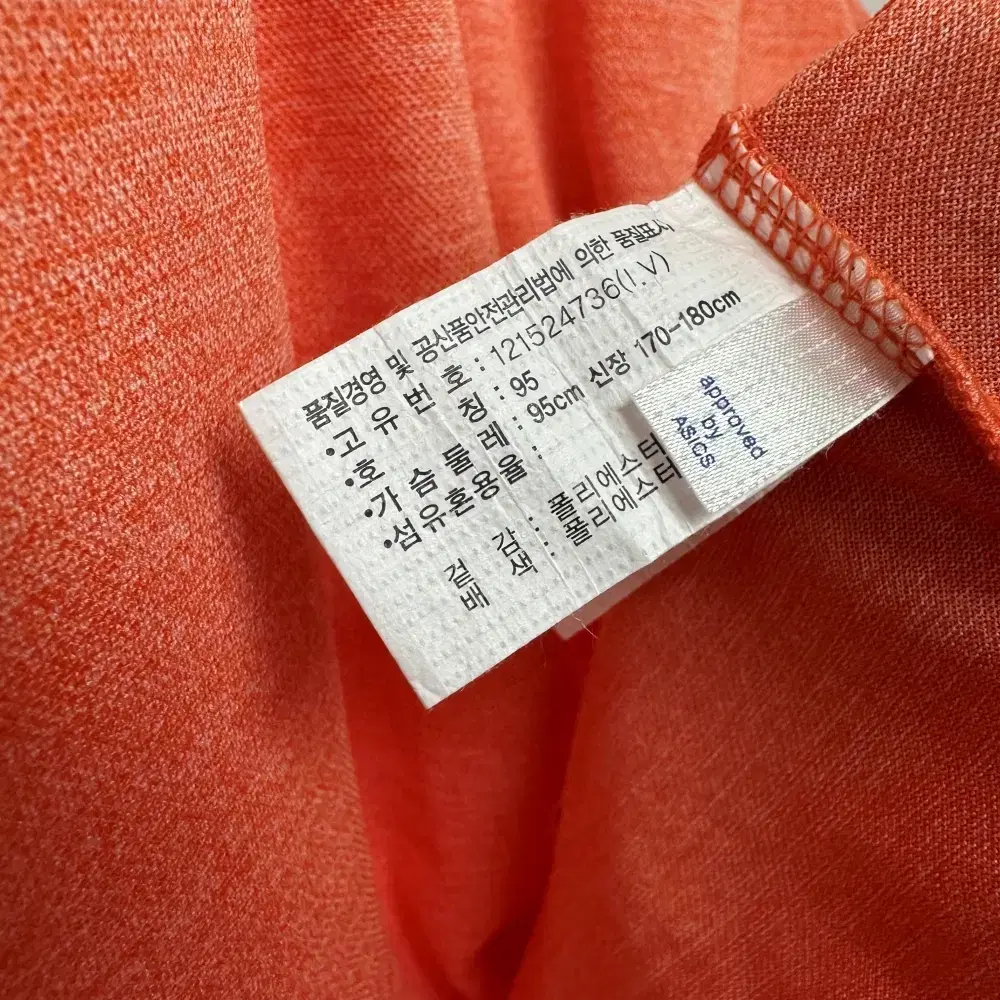 품질경영 및 공산품안전관리법에 의한 품질표시
•고 유 번 호 : 121524736(I.V)
•호 칭 : 95
•가 슴 둘 레 : 95cm 신장 170-180cm
•섬유혼용율 :
겉 감 : 폴리에스터
배 색 : 폴리에스터
approved
by
ASICS